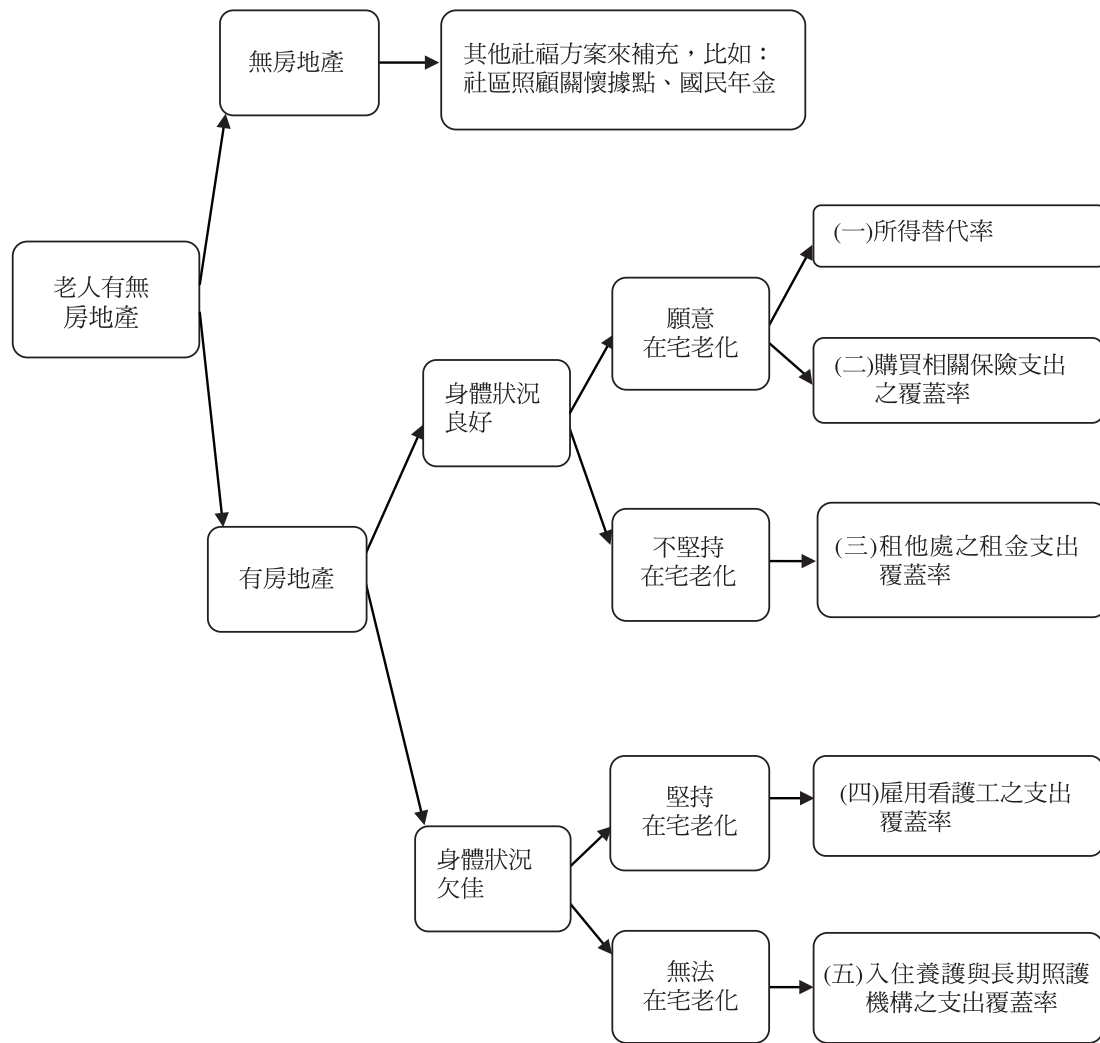 無房地產
其他社福方案來補充，比如：
社區照顧關懷據點、國民年金
老人有無
房地產
(一)所得替代率
願意
在宅老化
(二)購買相關保險支出
之覆蓋率
身體狀況
良好
不堅持
在宅老化
(三)租他處之租金支出
覆蓋率
有房地產
堅持
在宅老化
(四)雇用看護工之支出
覆蓋率
身體狀況
欠佳
無法
在宅老化
(五)入住養護與長期照護
機構之支出覆蓋率